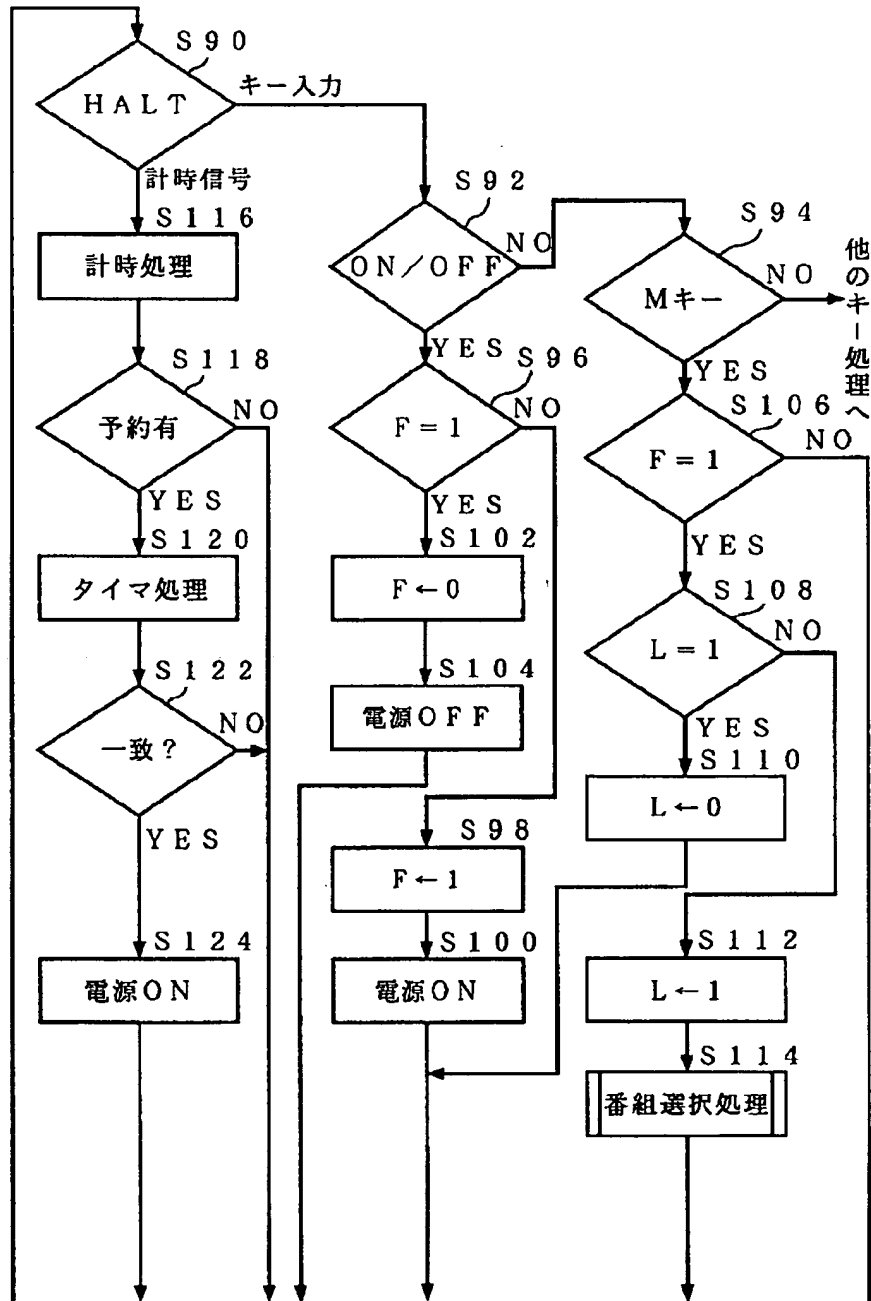 S90
HALT
キー入力
計時信号
S116
計時処理
S118
予約有
NO
YES
S120
タイマ処理
S122
一致?
NO
YES
S124
電源ON
S92
ON/OFF
NO
YES
S96
F=1
NO
YES
S102
F←0
S104
電源OFF
S98
F←1
S100
電源ON
S94
Mキー
NO
他のキー処理へ
YES
S106
F=1
NO
YES
S108
L=1
NO
YES
S110
L←0
S112
L←1
S114
番組選択処理